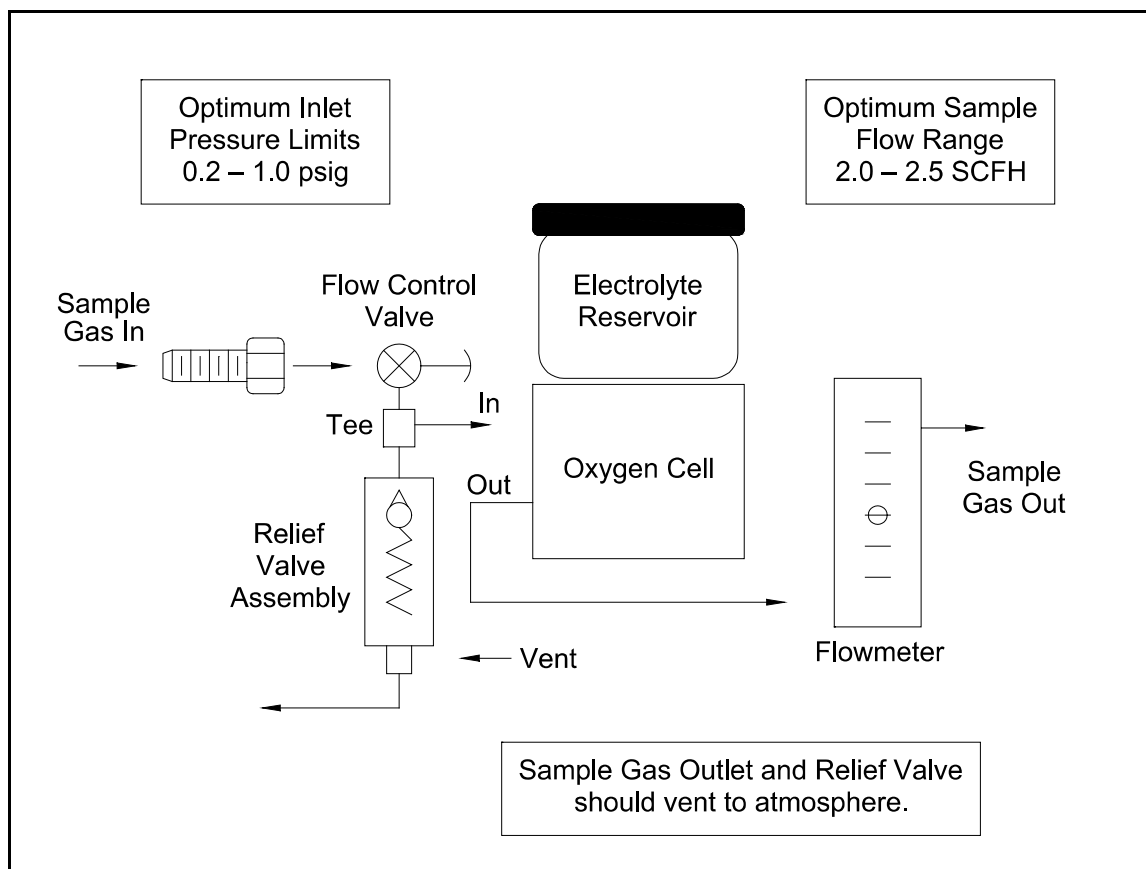 Optimum Inlet
Pressure Limits
0.2 – 1.0 psig
Optimum Sample
Flow Range
2.0 – 2.5 SCFH
Sample
Gas In
Flow Control
Valve
Electrolyte
Reservoir
Tee
In
Out
Oxygen Cell
Sample
Gas Out
Relief
Valve
Assembly
Vent
Flowmeter
Sample Gas Outlet and Relief Valve
should vent to atmosphere.